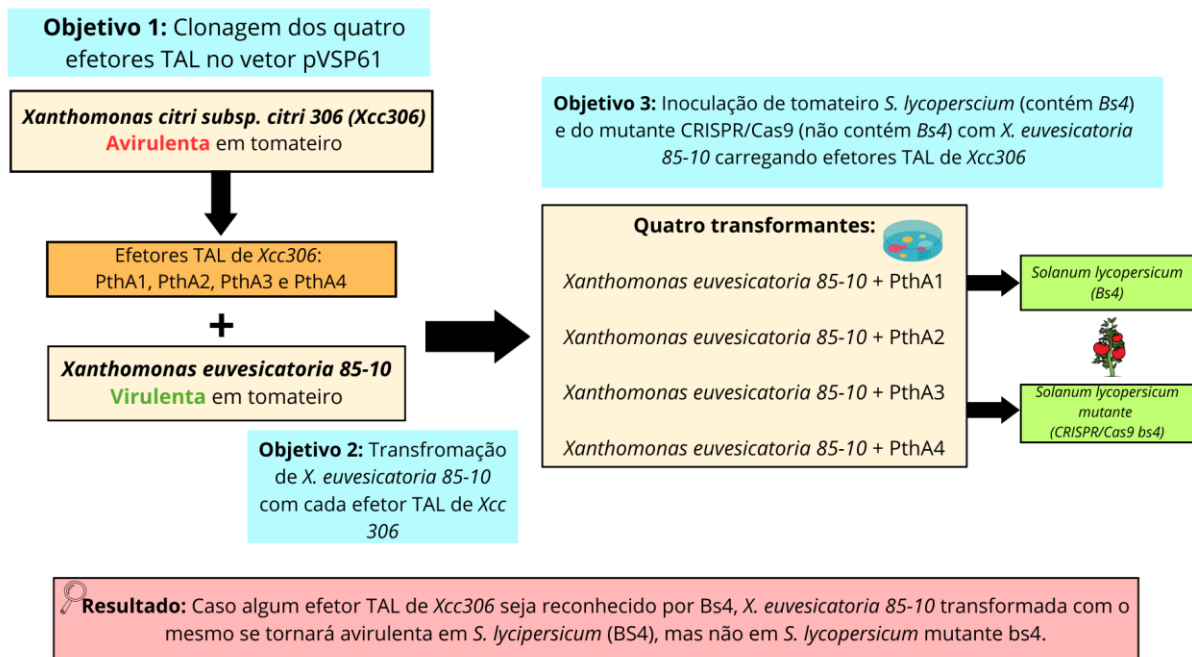 Objetivo 1: Clonagem dos quatro
efetores TAL no vetor pVSP61
Xanthomonas citri subsp. citri 306 (Xcc306)
Avirulenta em tomateiro
Efetores TAL de Xcc306:
PthA1, PthA2, PthA3 e PthA4
+
Xanthomonas euvesicatoria 85-10
Virulenta em tomateiro
Objetivo 2: Transfromação
de X. euvesicatoria 85-10
com cada efetor TAL de Xcc
306
Objetivo 3: Inoculação de tomateiro S. lycoperscium (contém Bs4)
e do mutante CRISPR/Cas9 (não contém Bs4) com X. euvesicatoria
85-10 carregando efetores TAL de Xcc306
Quatro transformantes:
Xanthomonas euvesicatoria 85-10 + PthA1
Xanthomonas euvesicatoria 85-10 + PthA2
Xanthomonas euvesicatoria 85-10 + PthA3
Xanthomonas euvesicatoria 85-10 + PthA4
Solanum lycopersicum
(Bs4)
Solanum lycopersicum
mutante
(CRISPR/Cas9 bs4)
Resultado: Caso algum efetor TAL de Xcc306 seja reconhecido por Bs4, X. euvesicatoria 85-10 transformada com o
mesmo se tornará avirulenta em S. lycipersicum (BS4), mas não em S. lycopersicum mutante bs4.